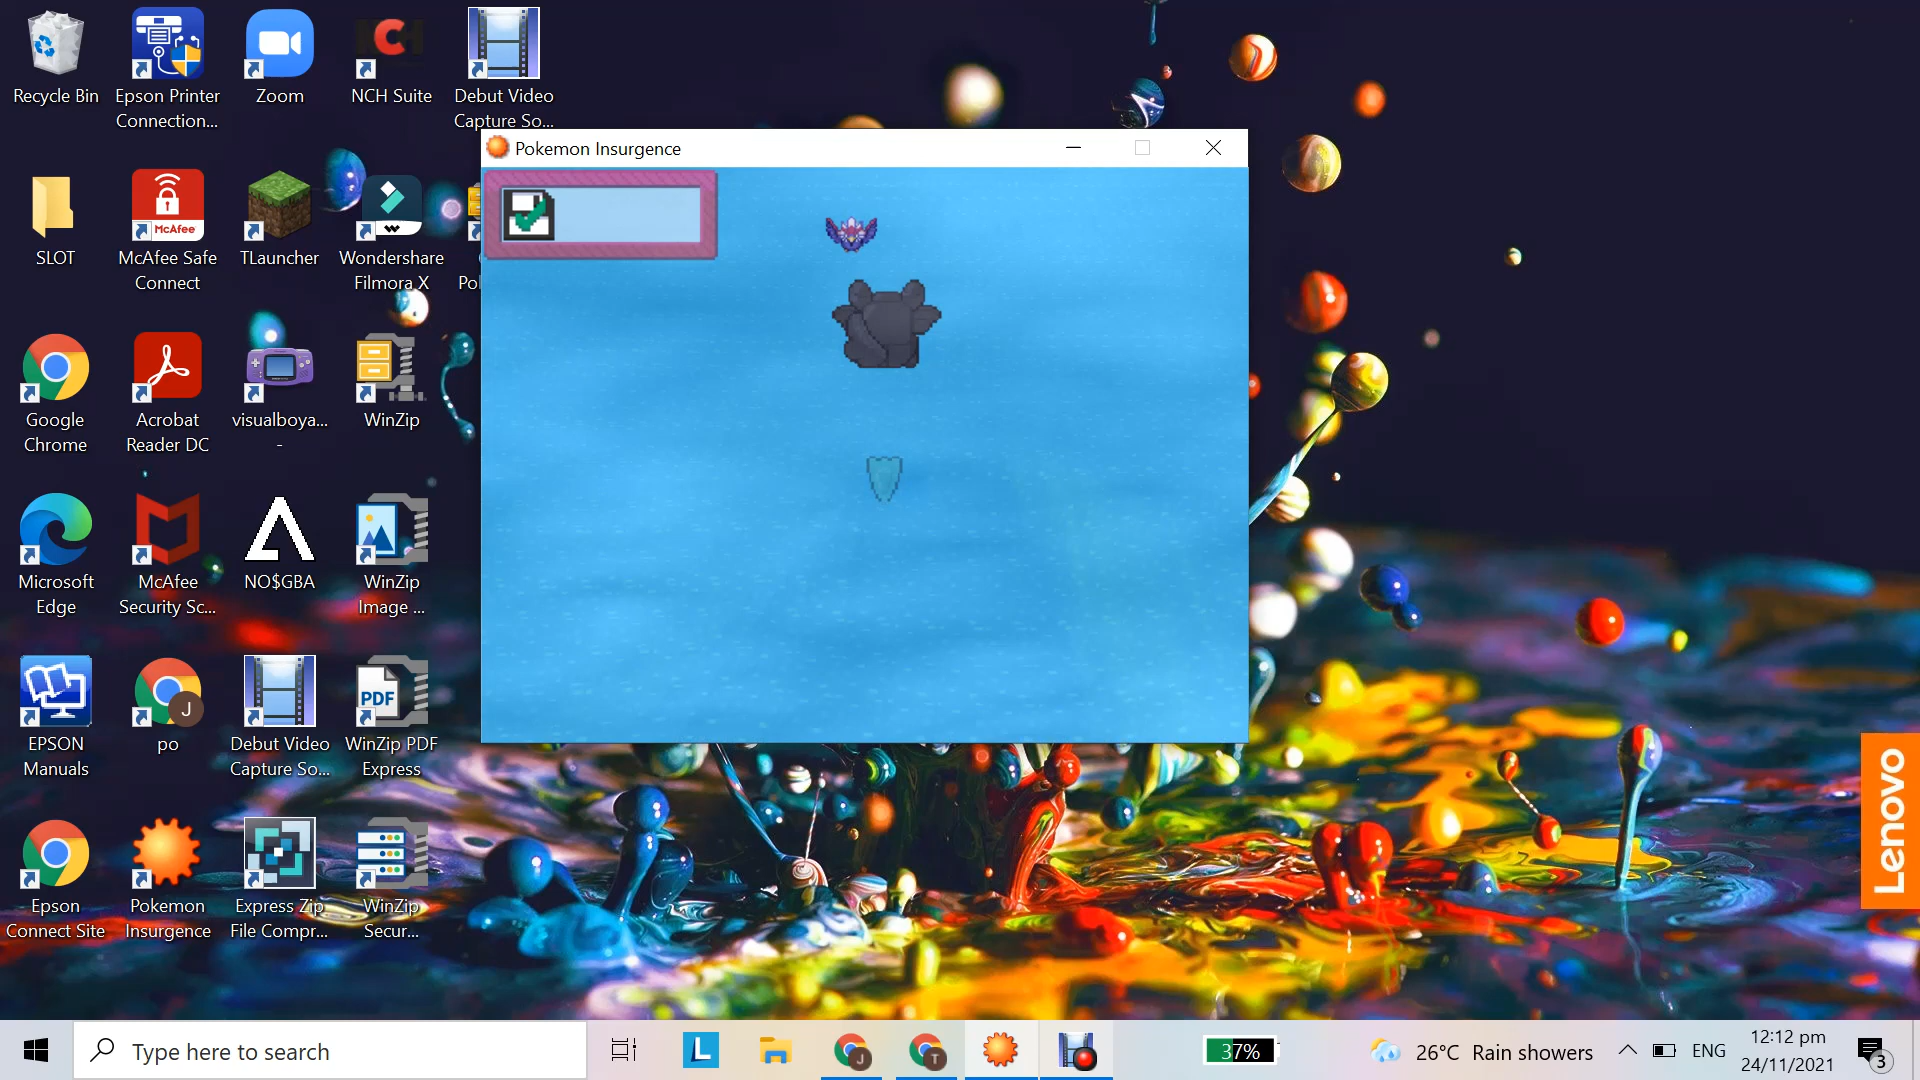 Recycle Bin
Epson Printer
Connection...
Zoom
NCH Suite
Debut Video
Capture So...
Pokemon Insurgence
SLOT
McAfee
McAfee Safe
Connect
TLauncher
Wondershare
Filmora X
Pol
Google
Chrome
Acrobat
Reader DC
visualboya...
-
WinZip
Microsoft
Edge
McAfee
Security Sc...
NO$GBA
WinZip
Image ...
EPSON
Manuals
J
po
Debut Video
Capture So...
PDF
WinZip PDF
Express
Lenovo
Epson
Connect Site
Pokemon
Insurgence
Express Zip
File Compr...
WinZip
Secur...
Type here to search
L
J
T
37%
26°C Rain showers
ENG
12:12 pm
24/11/2021
3